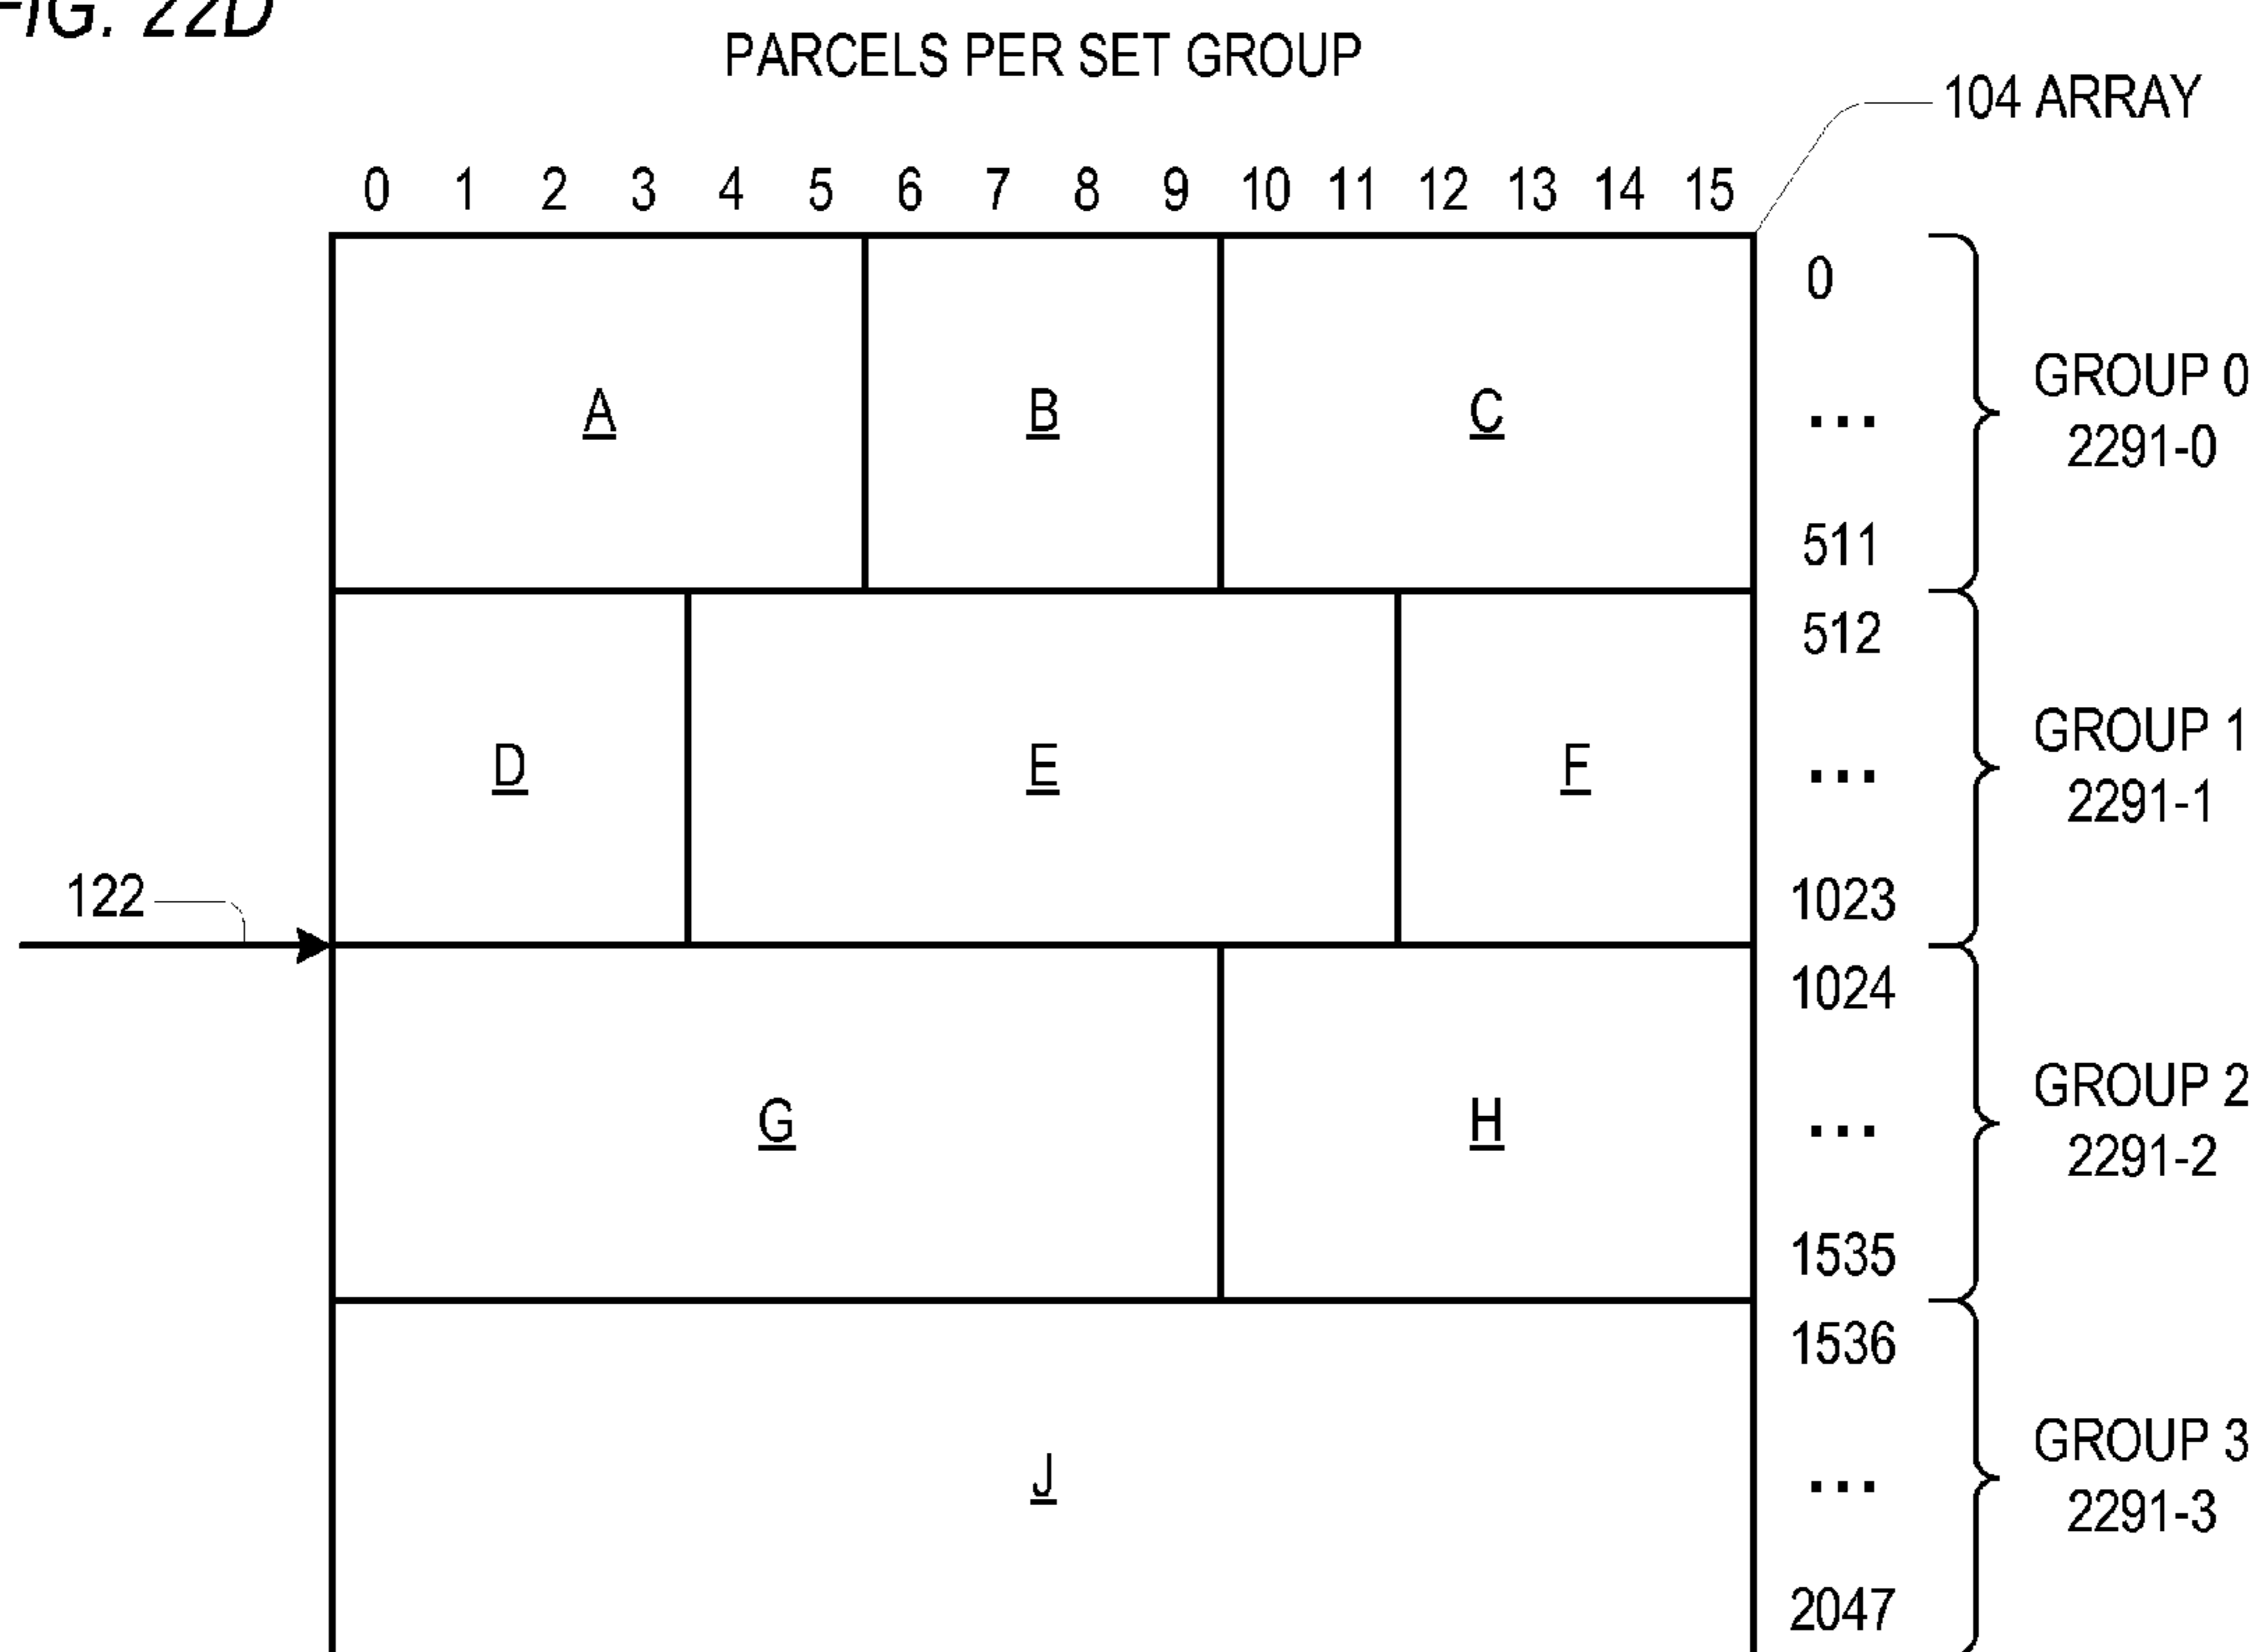 FIG. 22D
PARCELS PER SET GROUP
104 ARRAY
0 1 2 3 4 5 6 7 8 9 10 11 12 13 14 15
0
A B C
...
GROUP 0
2291-0
511
512
D E F
...
GROUP 1
2291-1
122
1023
1024
G H
...
GROUP 2
2291-2
1535
1536
J
...
GROUP 3
2291-3
2047